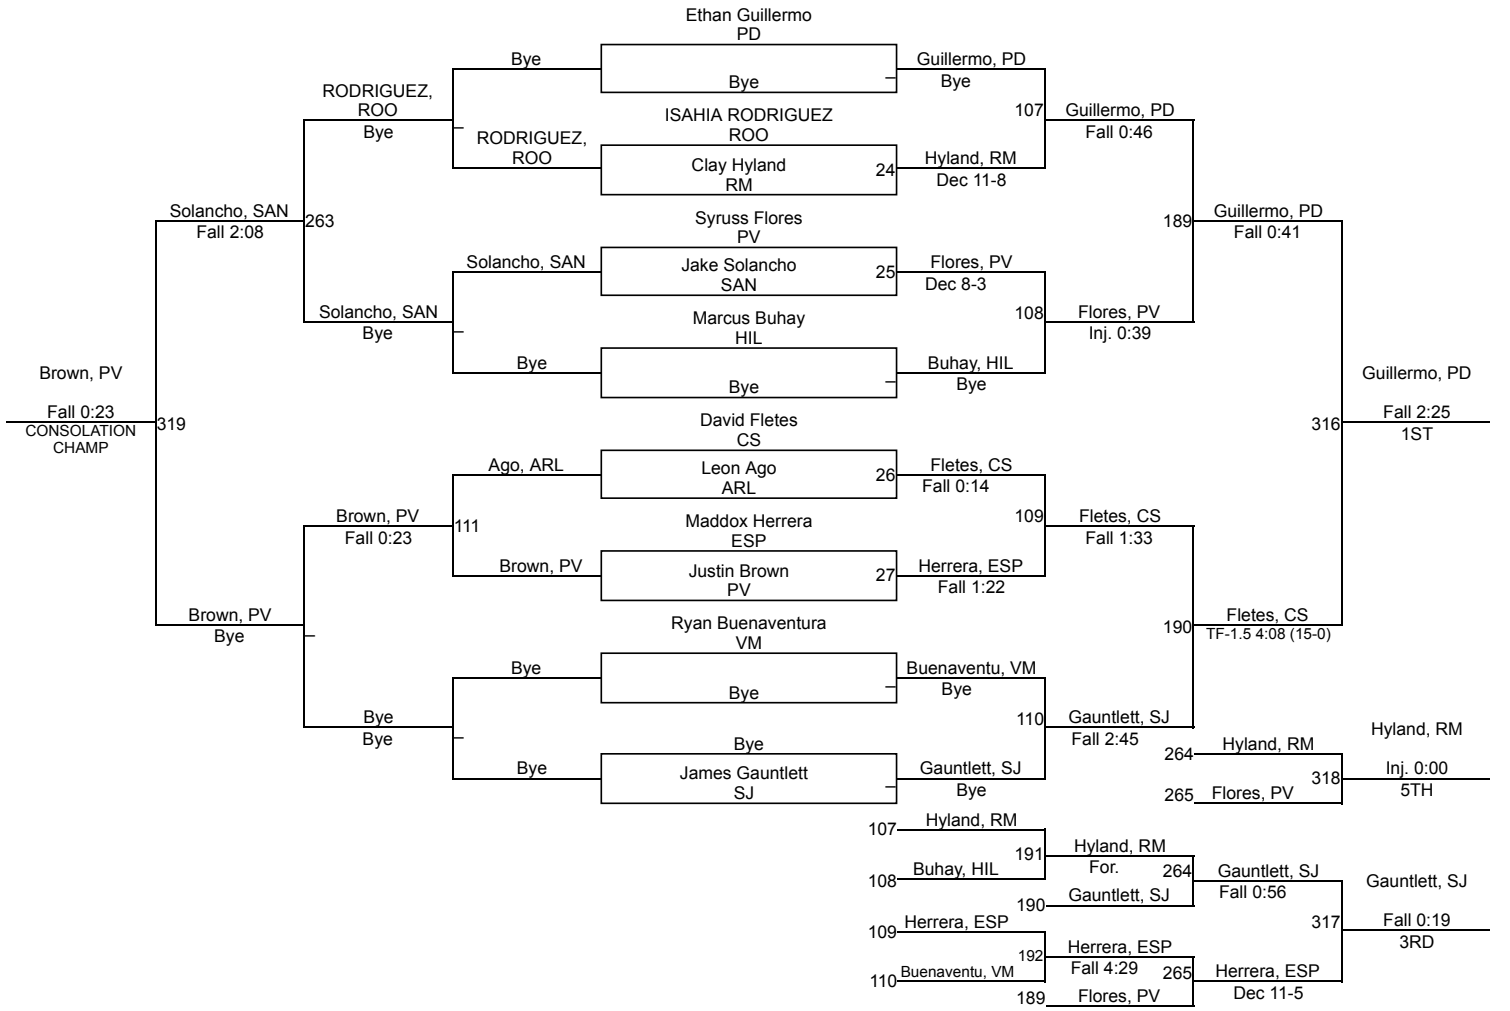 Ethan Guillermo
PD
Bye
Bye
Guillermo, PD
Bye
RODRIGUEZ,
ROO
Bye
ISAHIA RODRIGUEZ
ROO
107
Guillermo, PD
Fall 0:46
RODRIGUEZ,
ROO
Clay Hyland
RM
24
Hyland, RM
Dec 11-8
Solancho, SAN
Fall 2:08
263
Syruss Flores
PV
189
Guillermo, PD
Fall 0:41
Solancho, SAN
Jake Solancho
SAN
25
Flores, PV
Dec 8-3
Solancho, SAN
Bye
Marcus Buhay
HIL
108
Flores, PV
Inj. 0:39
Bye
Bye
Buhay, HIL
Bye
Brown, PV
Fall 0:23
CONSOLATION
CHAMP
319
David Fletes
CS
316
Guillermo, PD
Fall 2:25
1ST
Ago, ARL
Leon Ago
ARL
26
Fletes, CS
Fall 0:14
Brown, PV
Fall 0:23
111
Maddox Herrera
ESP
109
Fletes, CS
Fall 1:33
Brown, PV
Justin Brown
PV
27
Herrera, ESP
Fall 1:22
Brown, PV
Bye
Ryan Buenaventura
VM
190
Fletes, CS
TF-1.5 4:08 (15-0)
Bye
Bye
Buenaventu, VM
Bye
Bye
Bye
110
Gauntlett, SJ
Fall 2:45
Bye
Bye
James Gauntlett
SJ
Gauntlett, SJ
Bye
264
Hyland, RM
265
Flores, PV
318
Hyland, RM
Inj. 0:00
5TH
107
Hyland, RM
108
Buhay, HIL
191
Hyland, RM
For.
190
Gauntlett, SJ
264
Gauntlett, SJ
Fall 0:56
109
Herrera, ESP
110
Buenaventu, VM
192
Herrera, ESP
Fall 4:29
189
Flores, PV
265
Herrera, ESP
Dec 11-5
317
Gauntlett, SJ
Fall 0:19
3RD